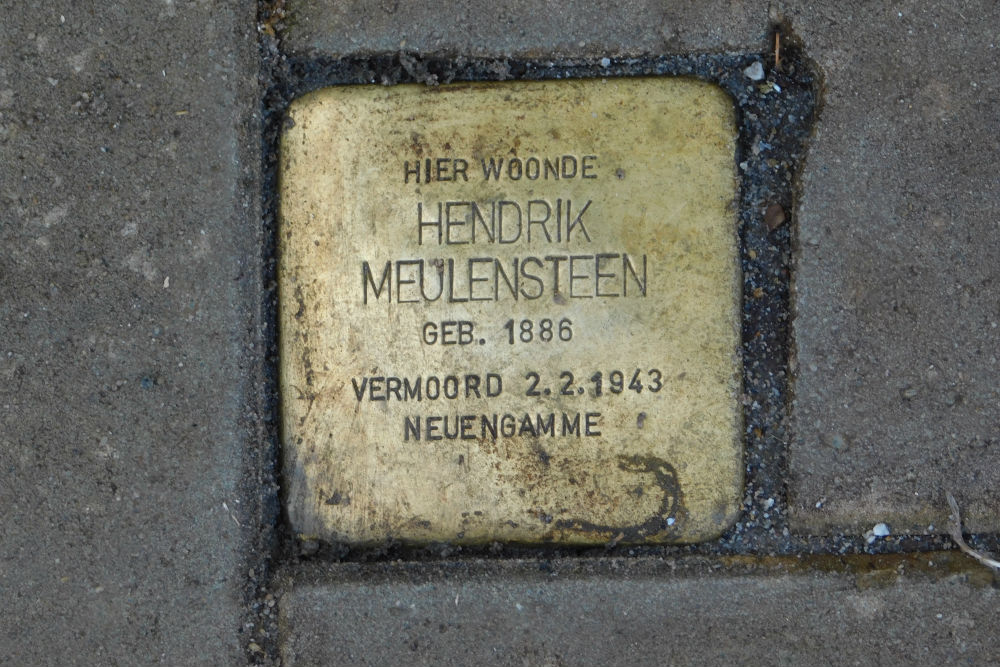 HIER WOONDE
HENDRIK
MEULENSTEEN
GEB. 1886
VERMOORD 2.2.1943
NEUENGAMME